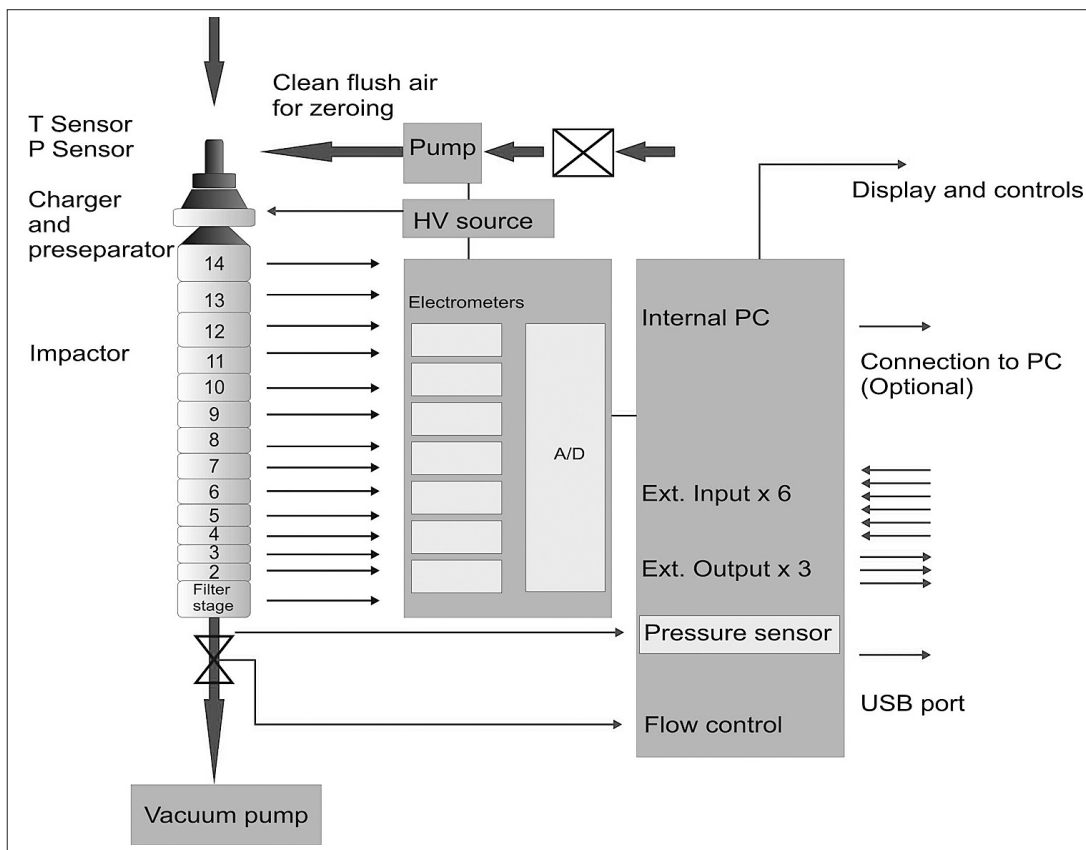 Clean flush air
for zeroing
T Sensor
P Sensor
Pump
Charger
and
preseparator
HV source
Display and controls
14
13
12
11
10
9
8
7
6
5
4
3
2
Filter
stage
Impactor
Electrometers
A/D
Internal PC
Connection to PC
(Optional)
Ext. Input x 6
Ext. Output x 3
Pressure sensor
USB port
Flow control
Vacuum pump